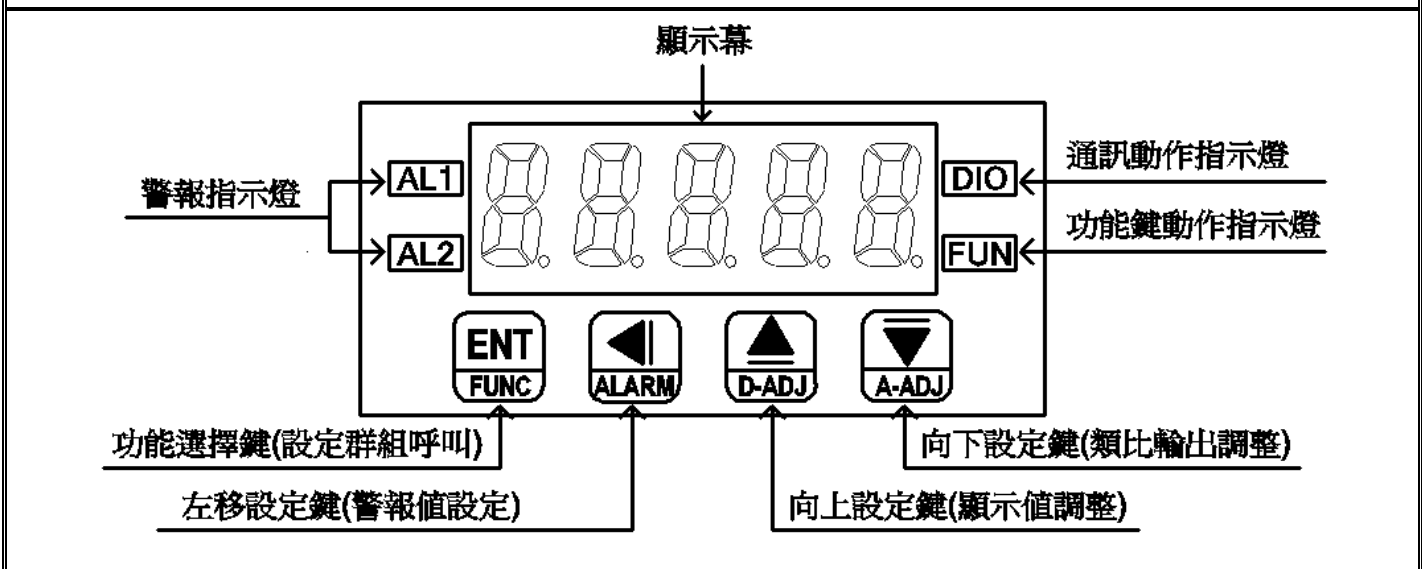 顯示幕
警報指示燈
AL1
AL2
DIO
FUN
通訊動作指示燈
功能鍵動作指示燈
ENT
FUNC
ALARM
D-ADJ
A-ADJ
功能選擇鍵(設定群組呼叫)
向下設定鍵(類比輸出調整)
左移設定鍵(警報值設定)
向上設定鍵(顯示值調整)